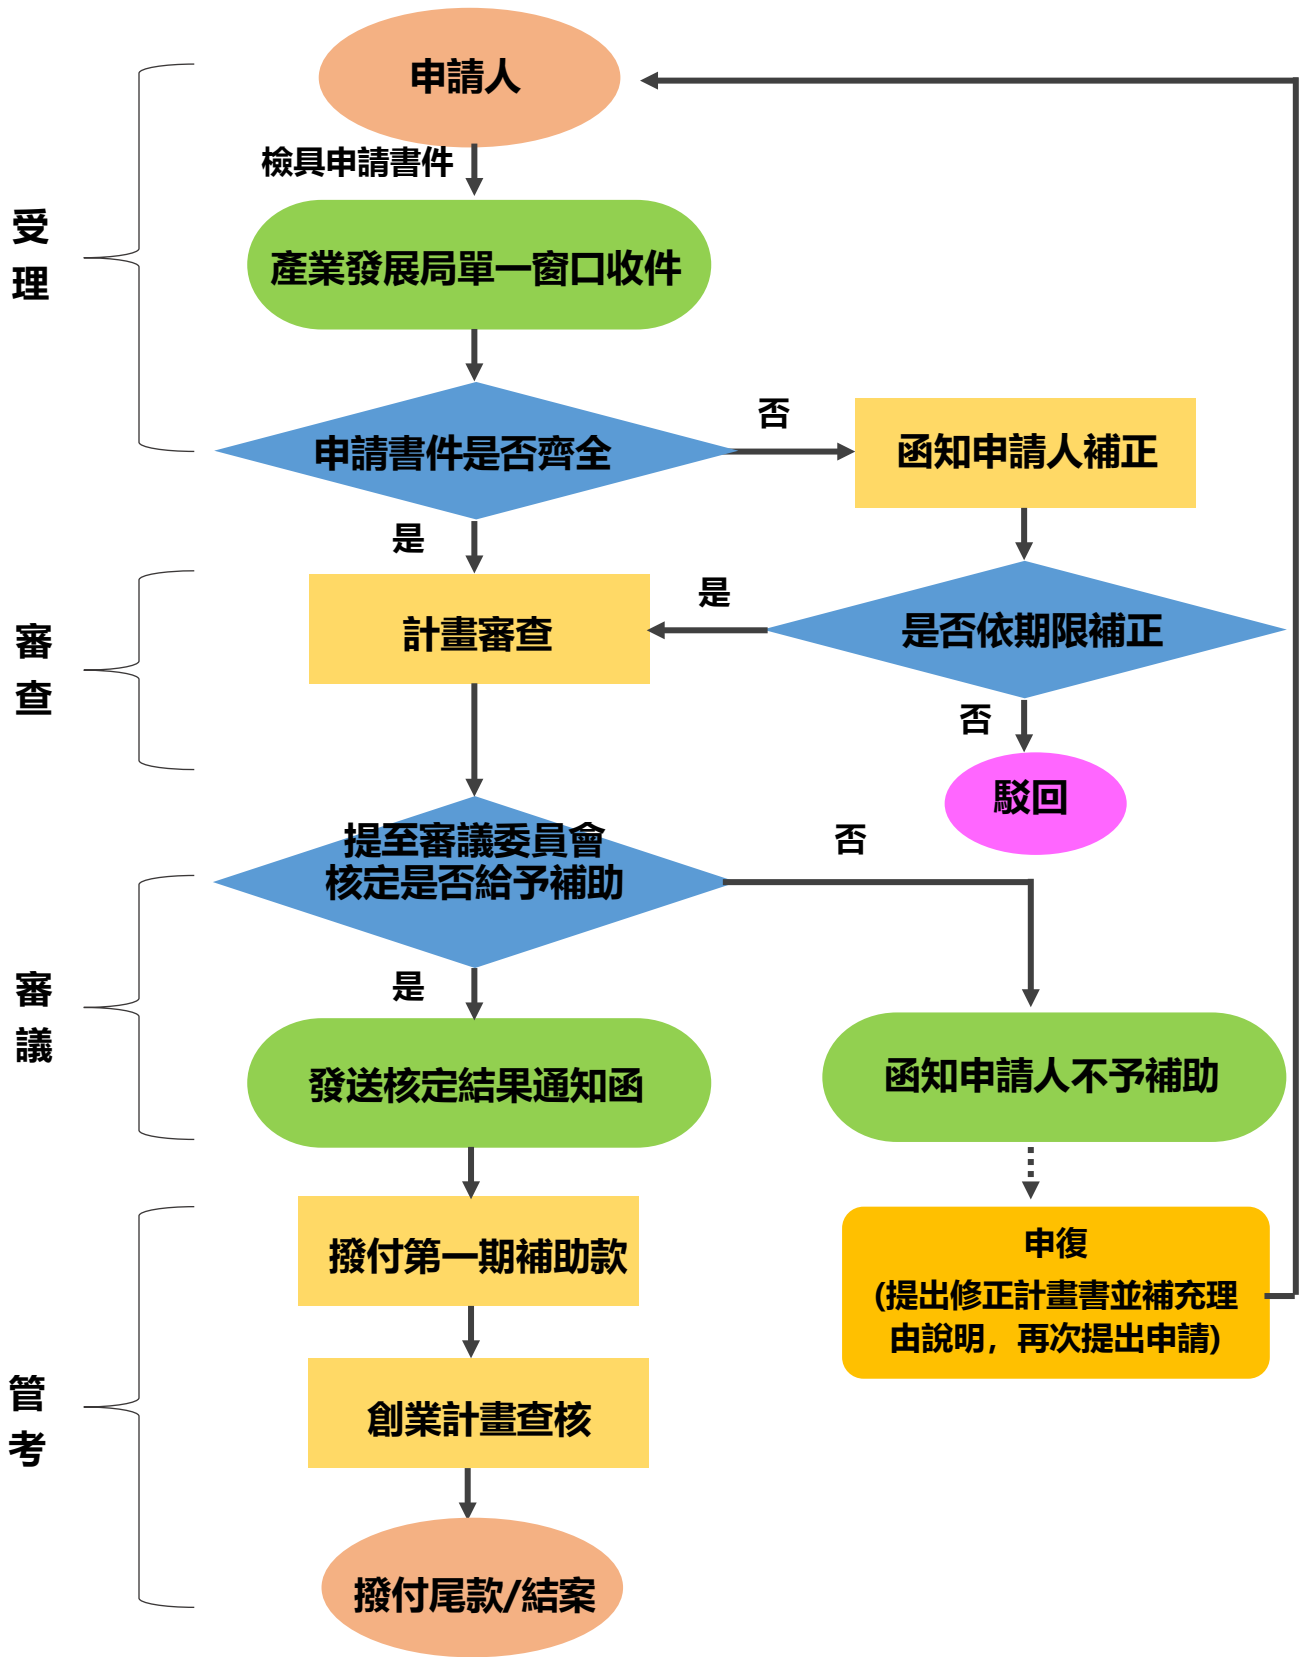 申請人
檢具申請書件
受
理
產業發展局單一窗口收件
申請書件是否齊全
否
函知申請人補正
是
審
查
計畫審查
是
是否依期限補正
否
駁回
提至審議委員會
核定是否給予補助
否
審
議
是
發送核定結果通知函
函知申請人不予補助
管
考
撥付第一期補助款
申復
(提出修正計畫書並補充理
由說明，再次提出申請)
創業計畫查核
撥付尾款/結案